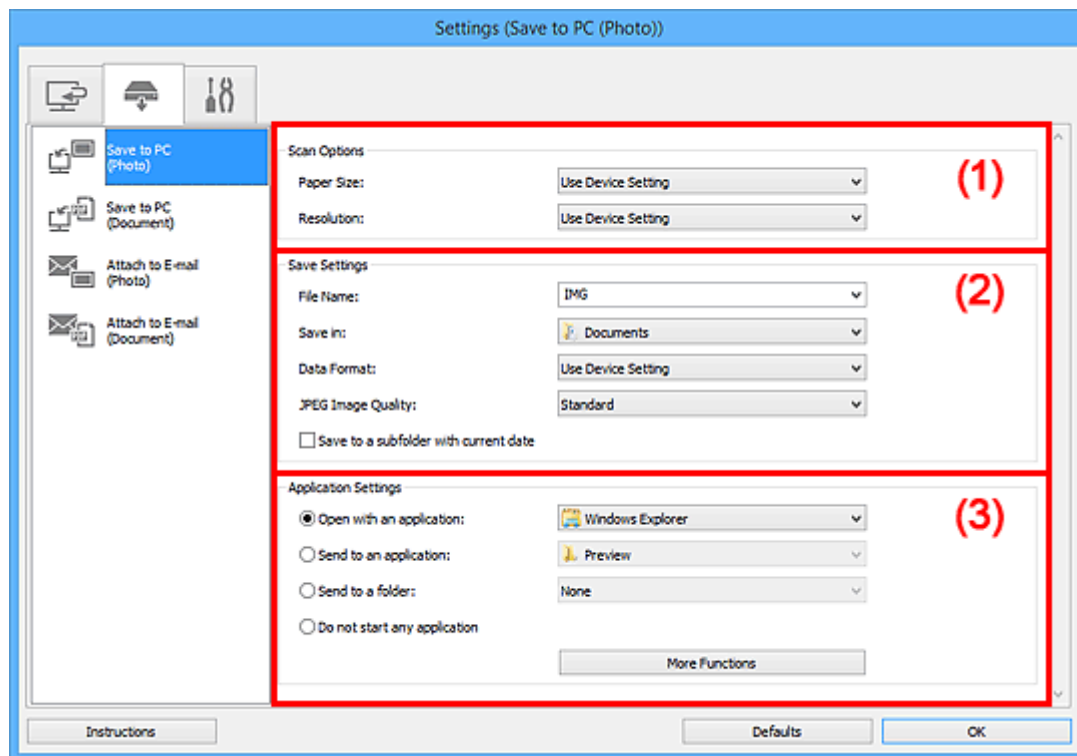 Settings (Save to PC (Photo))
Save to PC
(Photo)
Save to PC
(Document)
Attach to E-mail
(Photo)
Attach to E-mail
(Document)
Scan Options
(1)
Paper Size: Use Device Setting
Resolution: Use Device Setting
Save Settings
(2)
File Name: IMG
Save in: Documents
Data Format: Use Device Setting
JPEG Image Quality: Standard
Save to a subfolder with current date
Application Settings
(3)
Open with an application: Windows Explorer
Send to an application: Preview
Send to a folder: None
Do not start any application
More Functions
Instructions Defaults OK